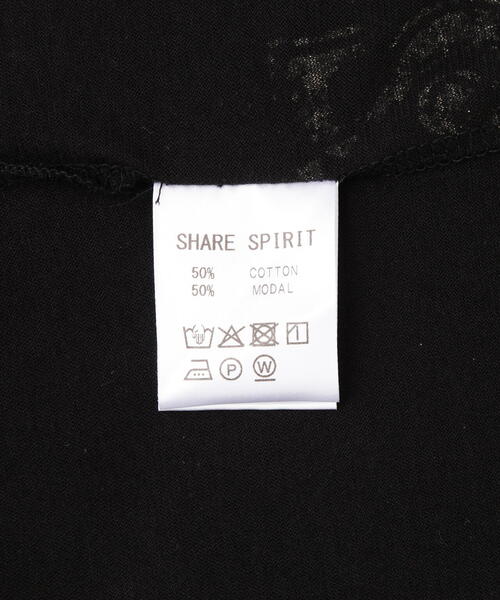 SHARE SPIRIT
50% COTTON
50% MODAL
P W